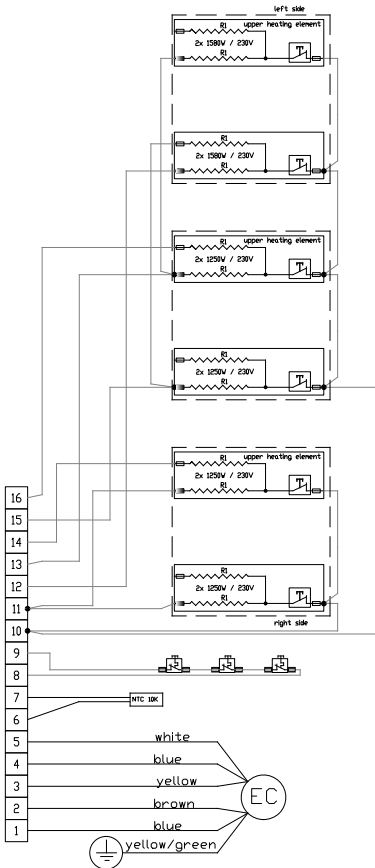 left side
R1 upper heating element
2x 1580W / 230V
R1
T
R1
2x 1580W / 230V
R1
T
R1 upper heating element
2x 1250W / 230V
R1
T
R1
2x 1250W / 230V
R1
T
R1 upper heating element
2x 1250W / 230V
R1
T
R1
2x 1250W / 230V
R1
T
right side
16
15
14
13
12
11
10
9
8
7
NTC 10K
6
5 white
4 blue
3 yellow
EC
2 brown
1 blue
yellow/green